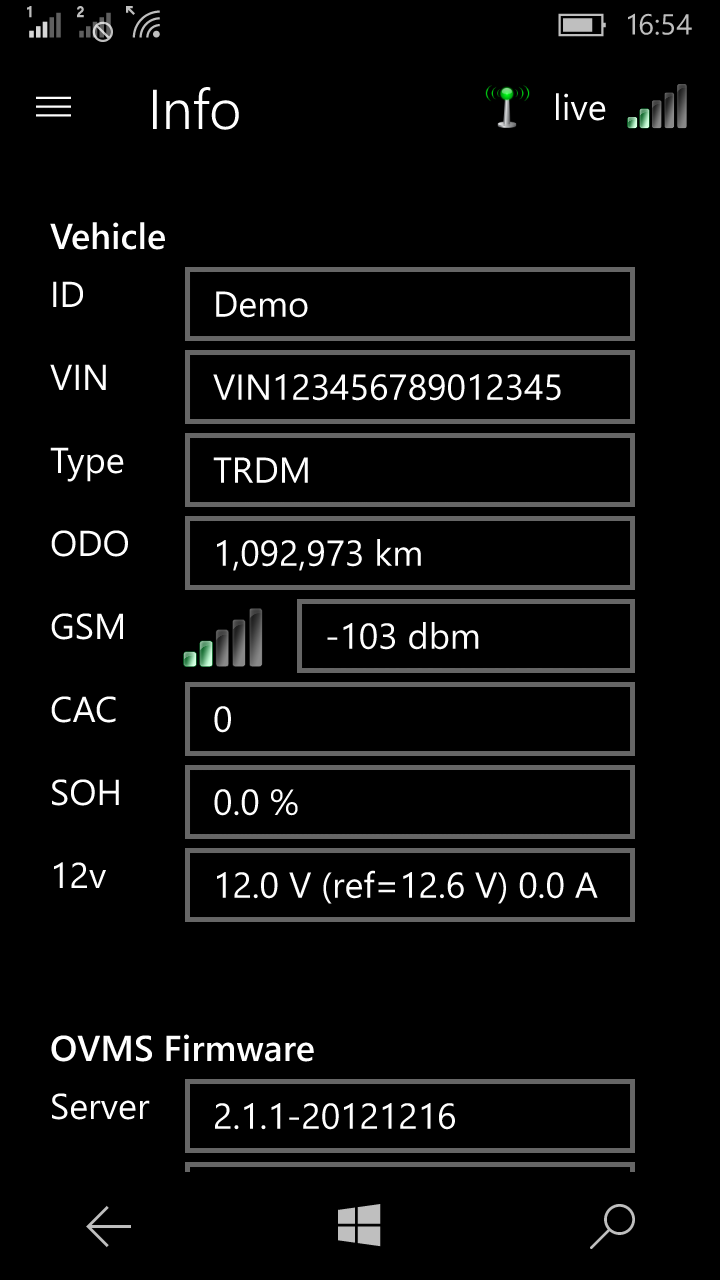 1 2 16:54
Info live
Vehicle
ID Demo
VIN VIN123456789012345
Type TRDM
ODO 1,092,973 km
GSM -103 dbm
CAC 0
SOH 0.0 %
12v 12.0 V (ref=12.6 V) 0.0 A
OVMS Firmware
Server 2.1.1-20121216